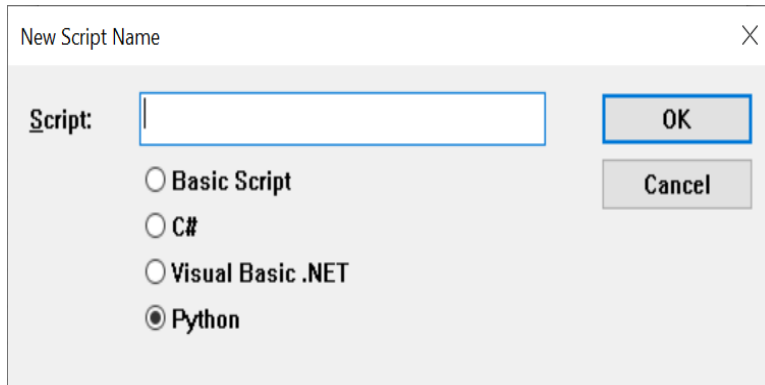 New Script Name
Script:
OK
Basic Script
Cancel
C#
Visual Basic .NET
Python